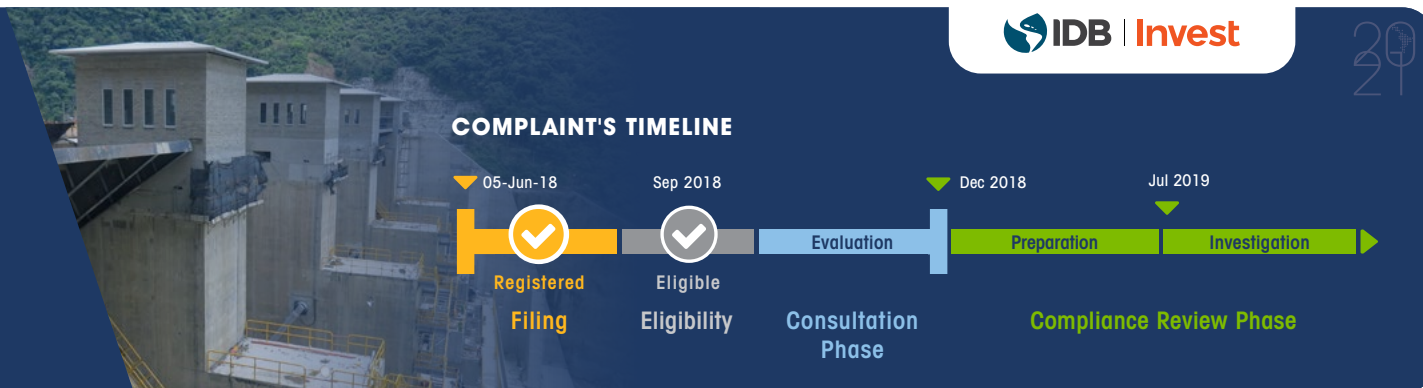 IDB | Invest
2021
COMPLAINT'S TIMELINE
05-Jun-18
Sep 2018
Dec 2018
Jul 2019
Evaluation
Preparation
Investigation
Registered
Eligible
Filing
Eligibility
Consultation
Phase
Compliance Review Phase